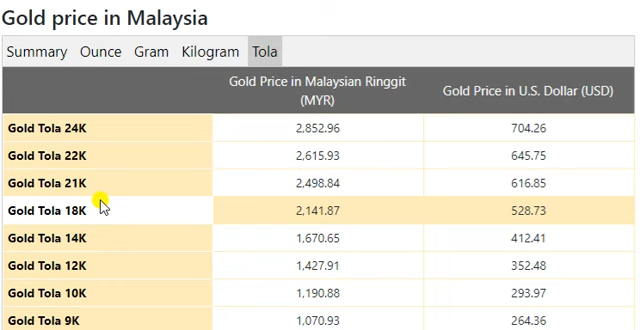 Gold price in Malaysia
Summary Ounce Gram Kilogram Tola
Gold Price in Malaysian Ringgit (MYR) Gold Price in U.S. Dollar (USD)
Gold Tola 24K 2,852.96 704.26
Gold Tola 22K 2,615.93 645.75
Gold Tola 21K 2,498.84 616.85
Gold Tola 18K 2,141.87 528.73
Gold Tola 14K 1,670.65 412.41
Gold Tola 12K 1,427.91 352.48
Gold Tola 10K 1,190.88 293.97
Gold Tola 9K 1,070.93 264.36